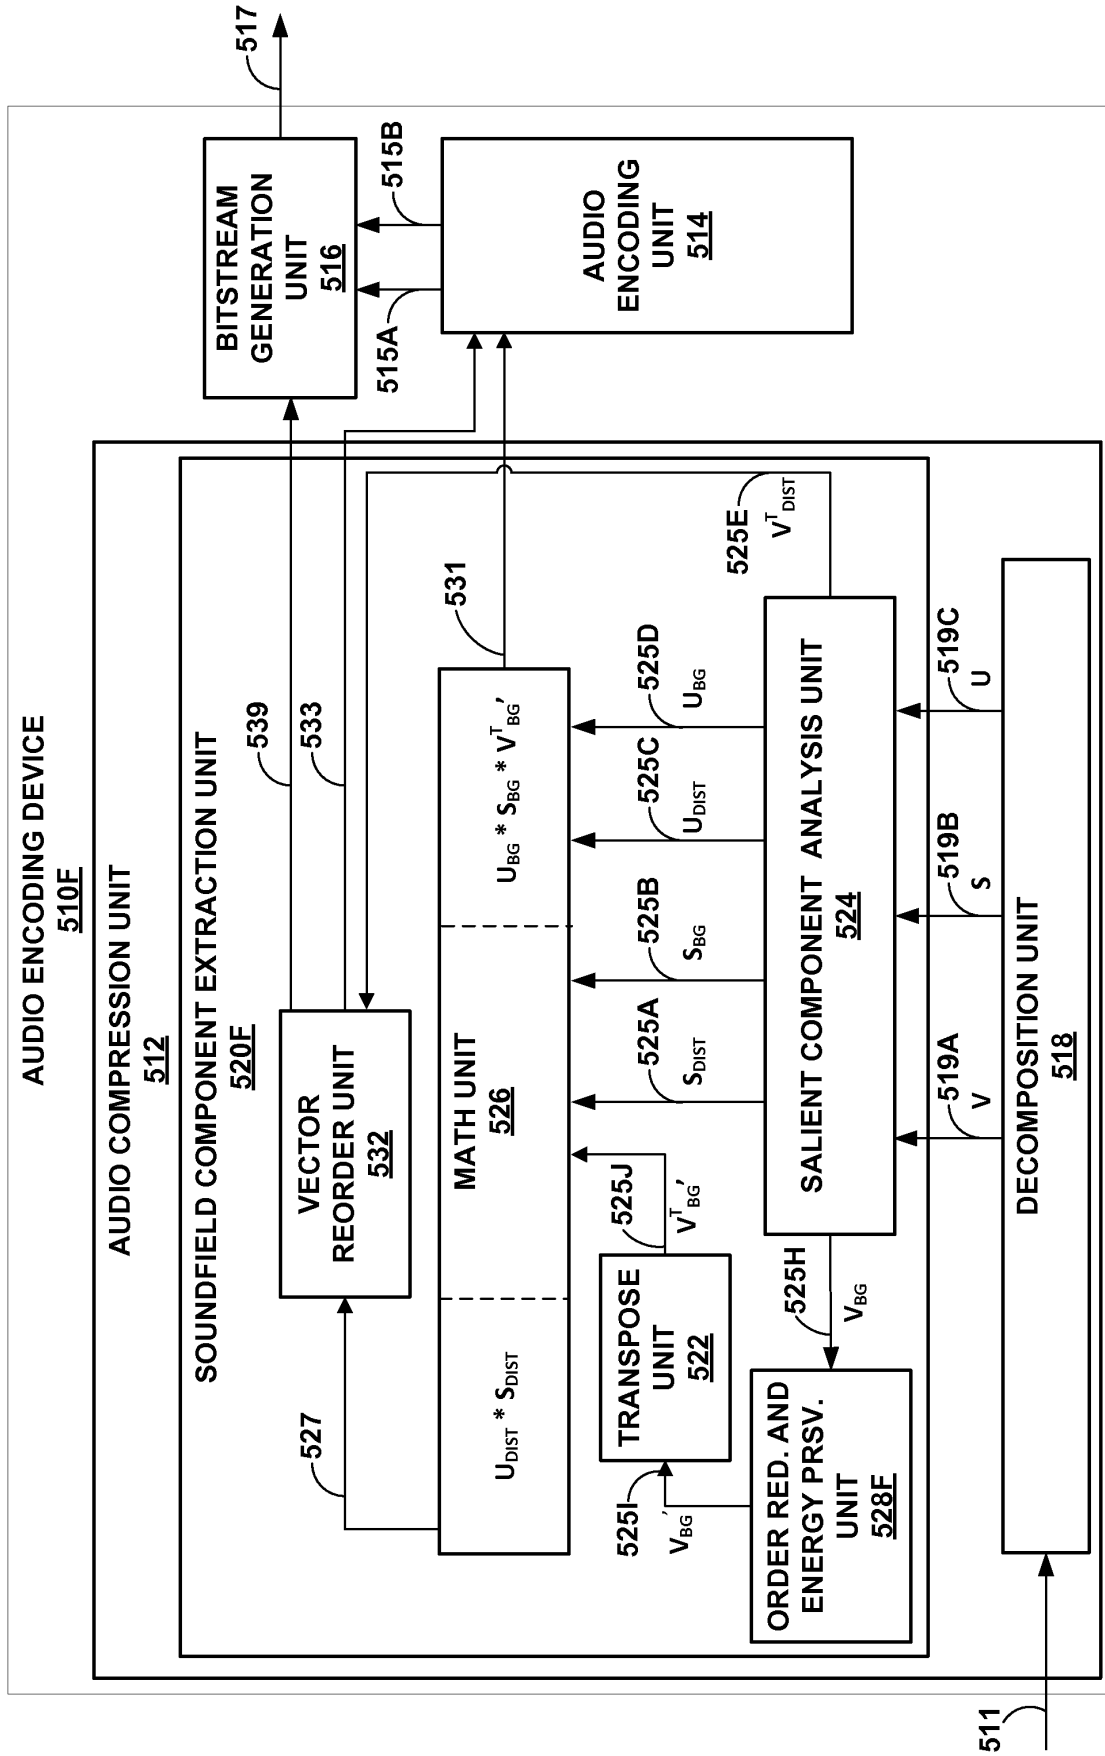 AUDIO ENCODING DEVICE
510F
AUDIO COMPRESSION UNIT
512
SOUNDFIELD COMPONENT EXTRACTION UNIT
520F
527
VECTOR
REORDER UNIT
532
539
533
BITSTREAM
GENERATION
UNIT
516
517
515A
515B
U_DIST * S_DIST
MATH UNIT
526
U_BG * S_BG * V^T_BG'
531
AUDIO
ENCODING
UNIT
514
525I
V_BG'
TRANSPOSE
UNIT
522
525J
V^T_BG'
525A
S_DIST
525B
S_BG
525C
U_DIST
525D
U_BG
525E
V^T_DIST
ORDER RED. AND
ENERGY PRSV.
UNIT
528F
525H
V_BG
SALIENT COMPONENT ANALYSIS UNIT
524
519A
V
519B
S
519C
U
511
DECOMPOSITION UNIT
518